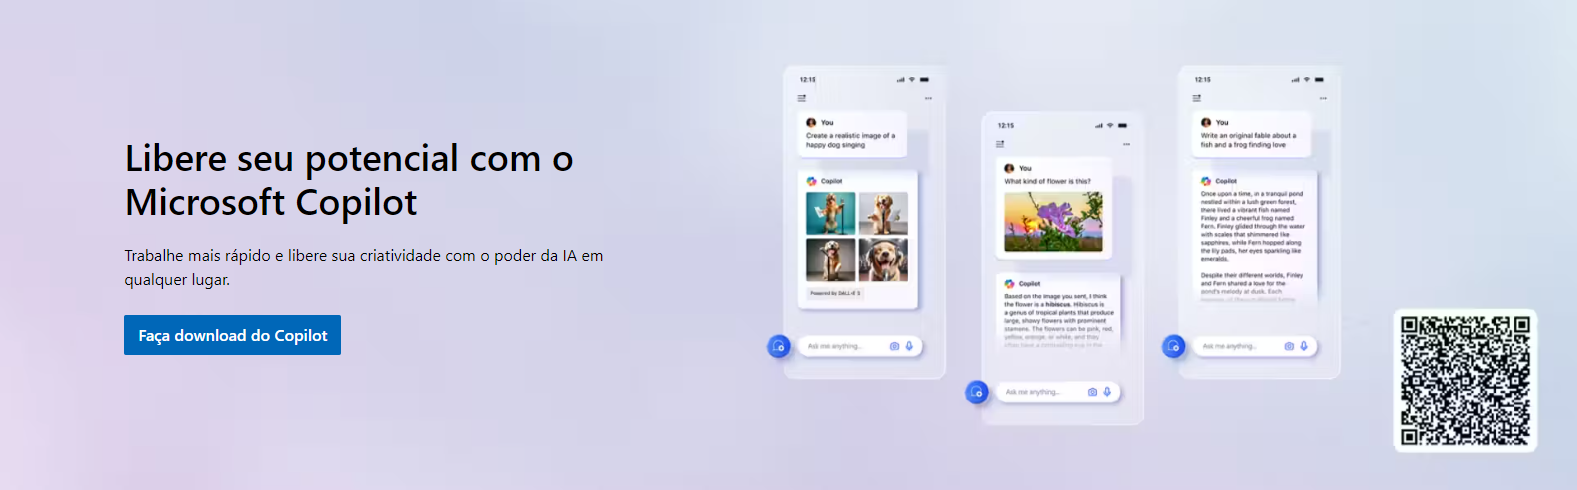 Libere seu potencial com o
Microsoft Copilot
Trabalhe mais rápido e libere sua criatividade com o poder da IA em
qualquer lugar.
Faça download do Copilot
12:15
You
Create a realistic image of a
happy dog singing
Copilot
Powered by DALL·E 3
Ask me anything...
12:15
You
What kind of flower is this?
Copilot
Based on the image you sent, I think
the flower is a hibiscus. Hibiscus is
a genus of tropical plants that produce
large, showy flowers with prominent
stamens. The flowers can be pink, red,
yellow, orange, or white, and they
often have a contrasting eye in the
Ask me anything...
12:15
You
Write an original fable about a
fish and a frog finding love
Copilot
Once upon a time, in a tranquil pond
nestled within a lush green forest,
there lived a vibrant fish named
Finley and a cheerful frog named
Fern. Finley glided through the water
with scales that shimmered like
sapphires, while Fern hopped along
the lily pads, her eyes sparkling like
emeralds.
Despite their different worlds, Finley
and Fern shared a love for the
pond's melody at dusk. Each
Ask me anything...